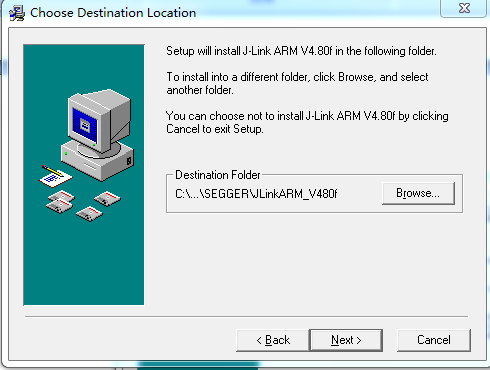 Choose Destination Location
Setup will install J-Link ARM V4.80f in the following folder.
To install into a different folder, click Browse, and select
another folder.
You can choose not to install J-Link ARM V4.80f by clicking
Cancel to exit Setup.
Destination Folder
C:\...\SEGGER\JLinkARM_V480f
Browse...
< Back
Next >
Cancel